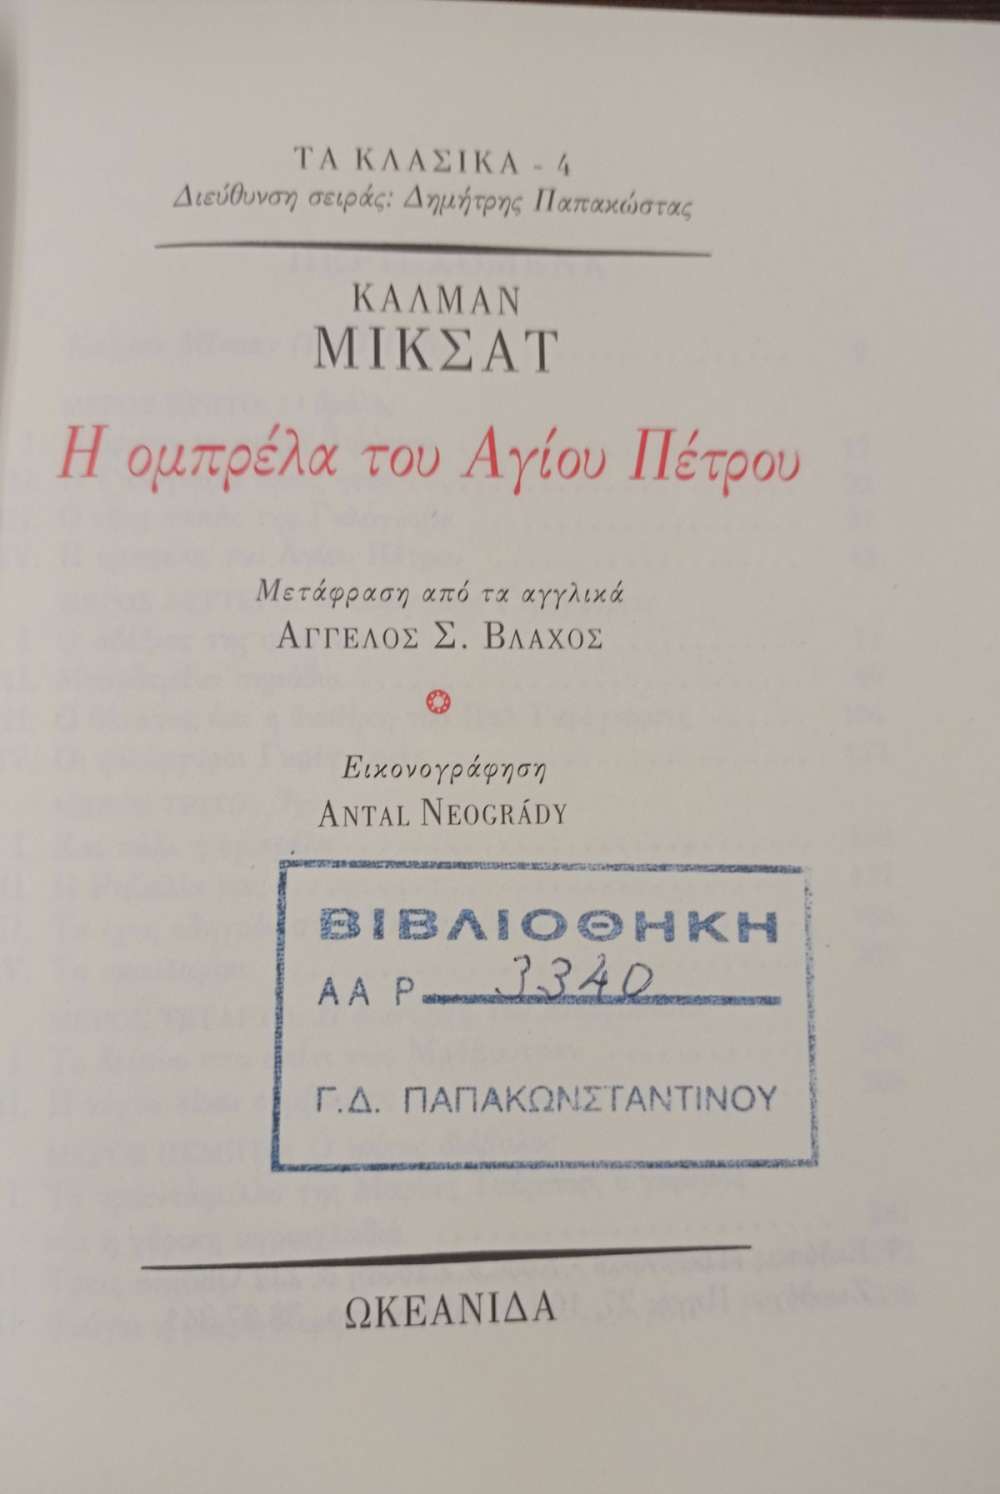 ΤΑ ΚΛΑΣΙΚΑ - 4
Διεύθυνση σειράς: Δημήτρης Παπακώστας
ΚΑΛΜΑΝ
ΜΙΚΣΑΤ
Η ομπρέλα του Αγίου Πέτρου
Μετάφραση από τα αγγλικά
ΑΓΓΕΛΟΣ Σ. ΒΛΑΧΟΣ
Εικονογράφηση
ANTAL NEOGRÁDY
ΒΙΒΛΙΟΘΗΚΗ
ΑΑ Ρ 3340
Γ.Δ. ΠΑΠΑΚΩΝΣΤΑΝΤΙΝΟΥ
ΩΚΕΑΝΙΔΑ